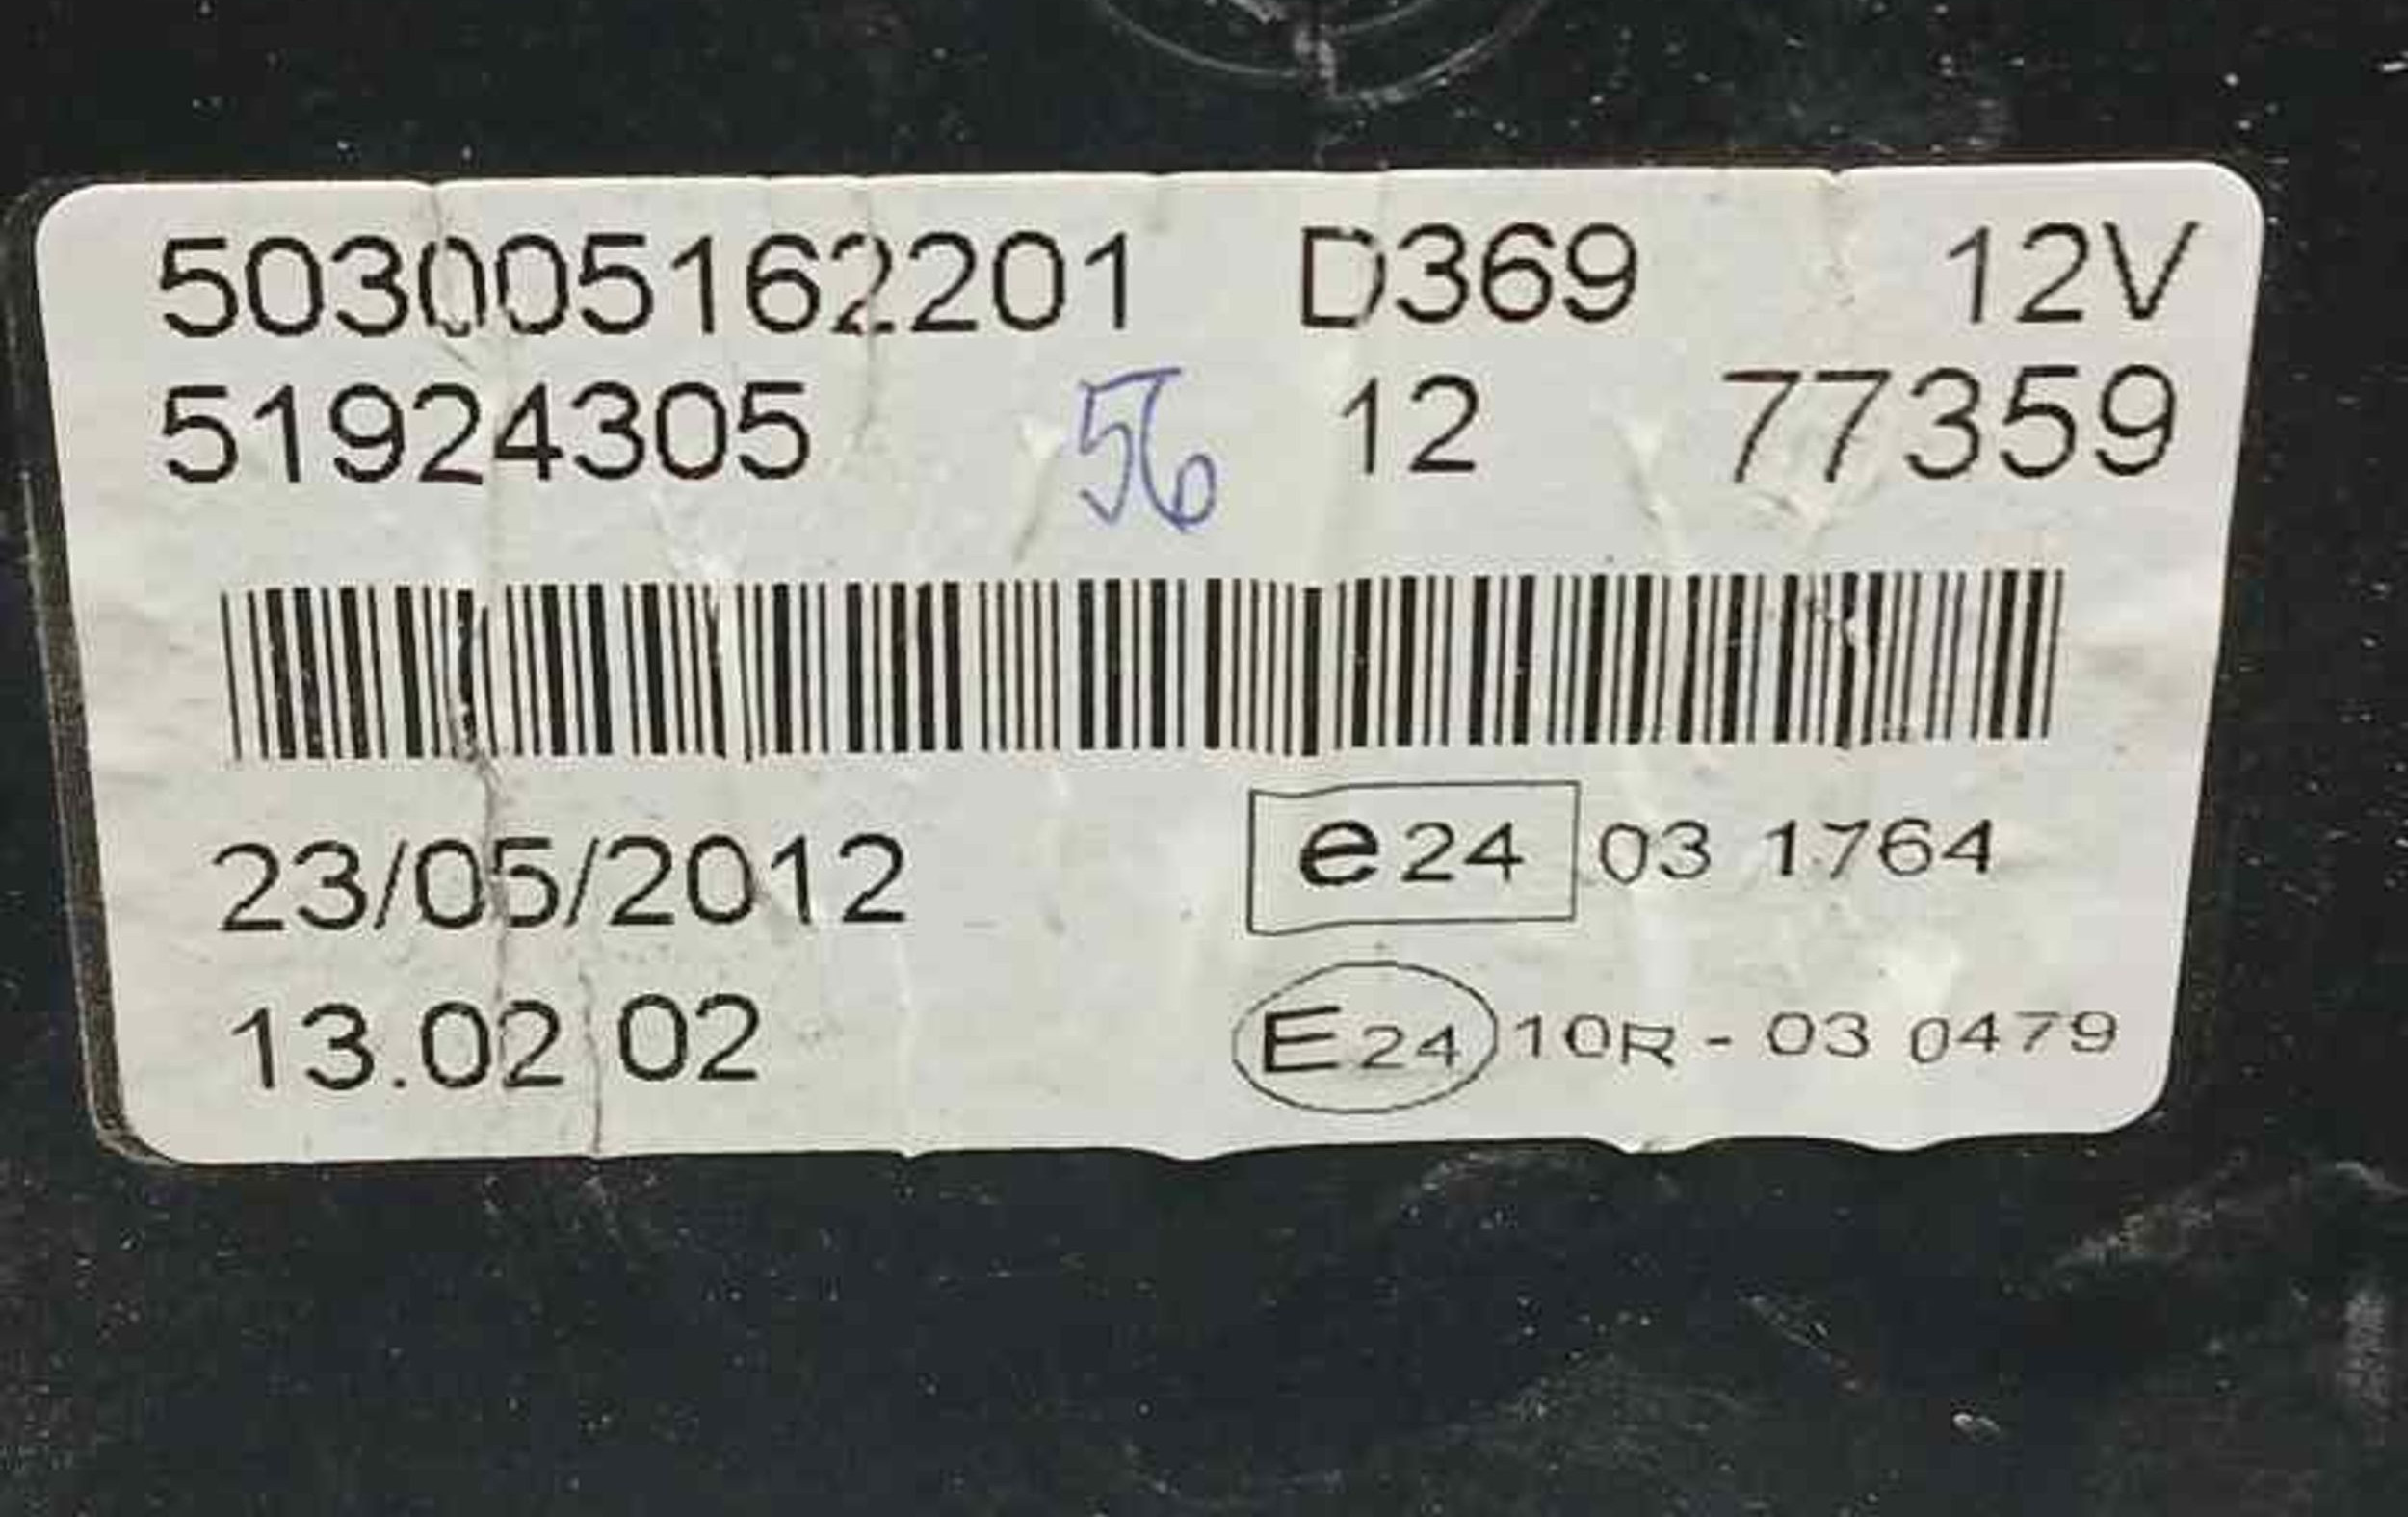 503005162201 D369 12V
51924305 56 12 77359
23/05/2012 e24 03 1764
13.02 02 E24 10R - 03 0479